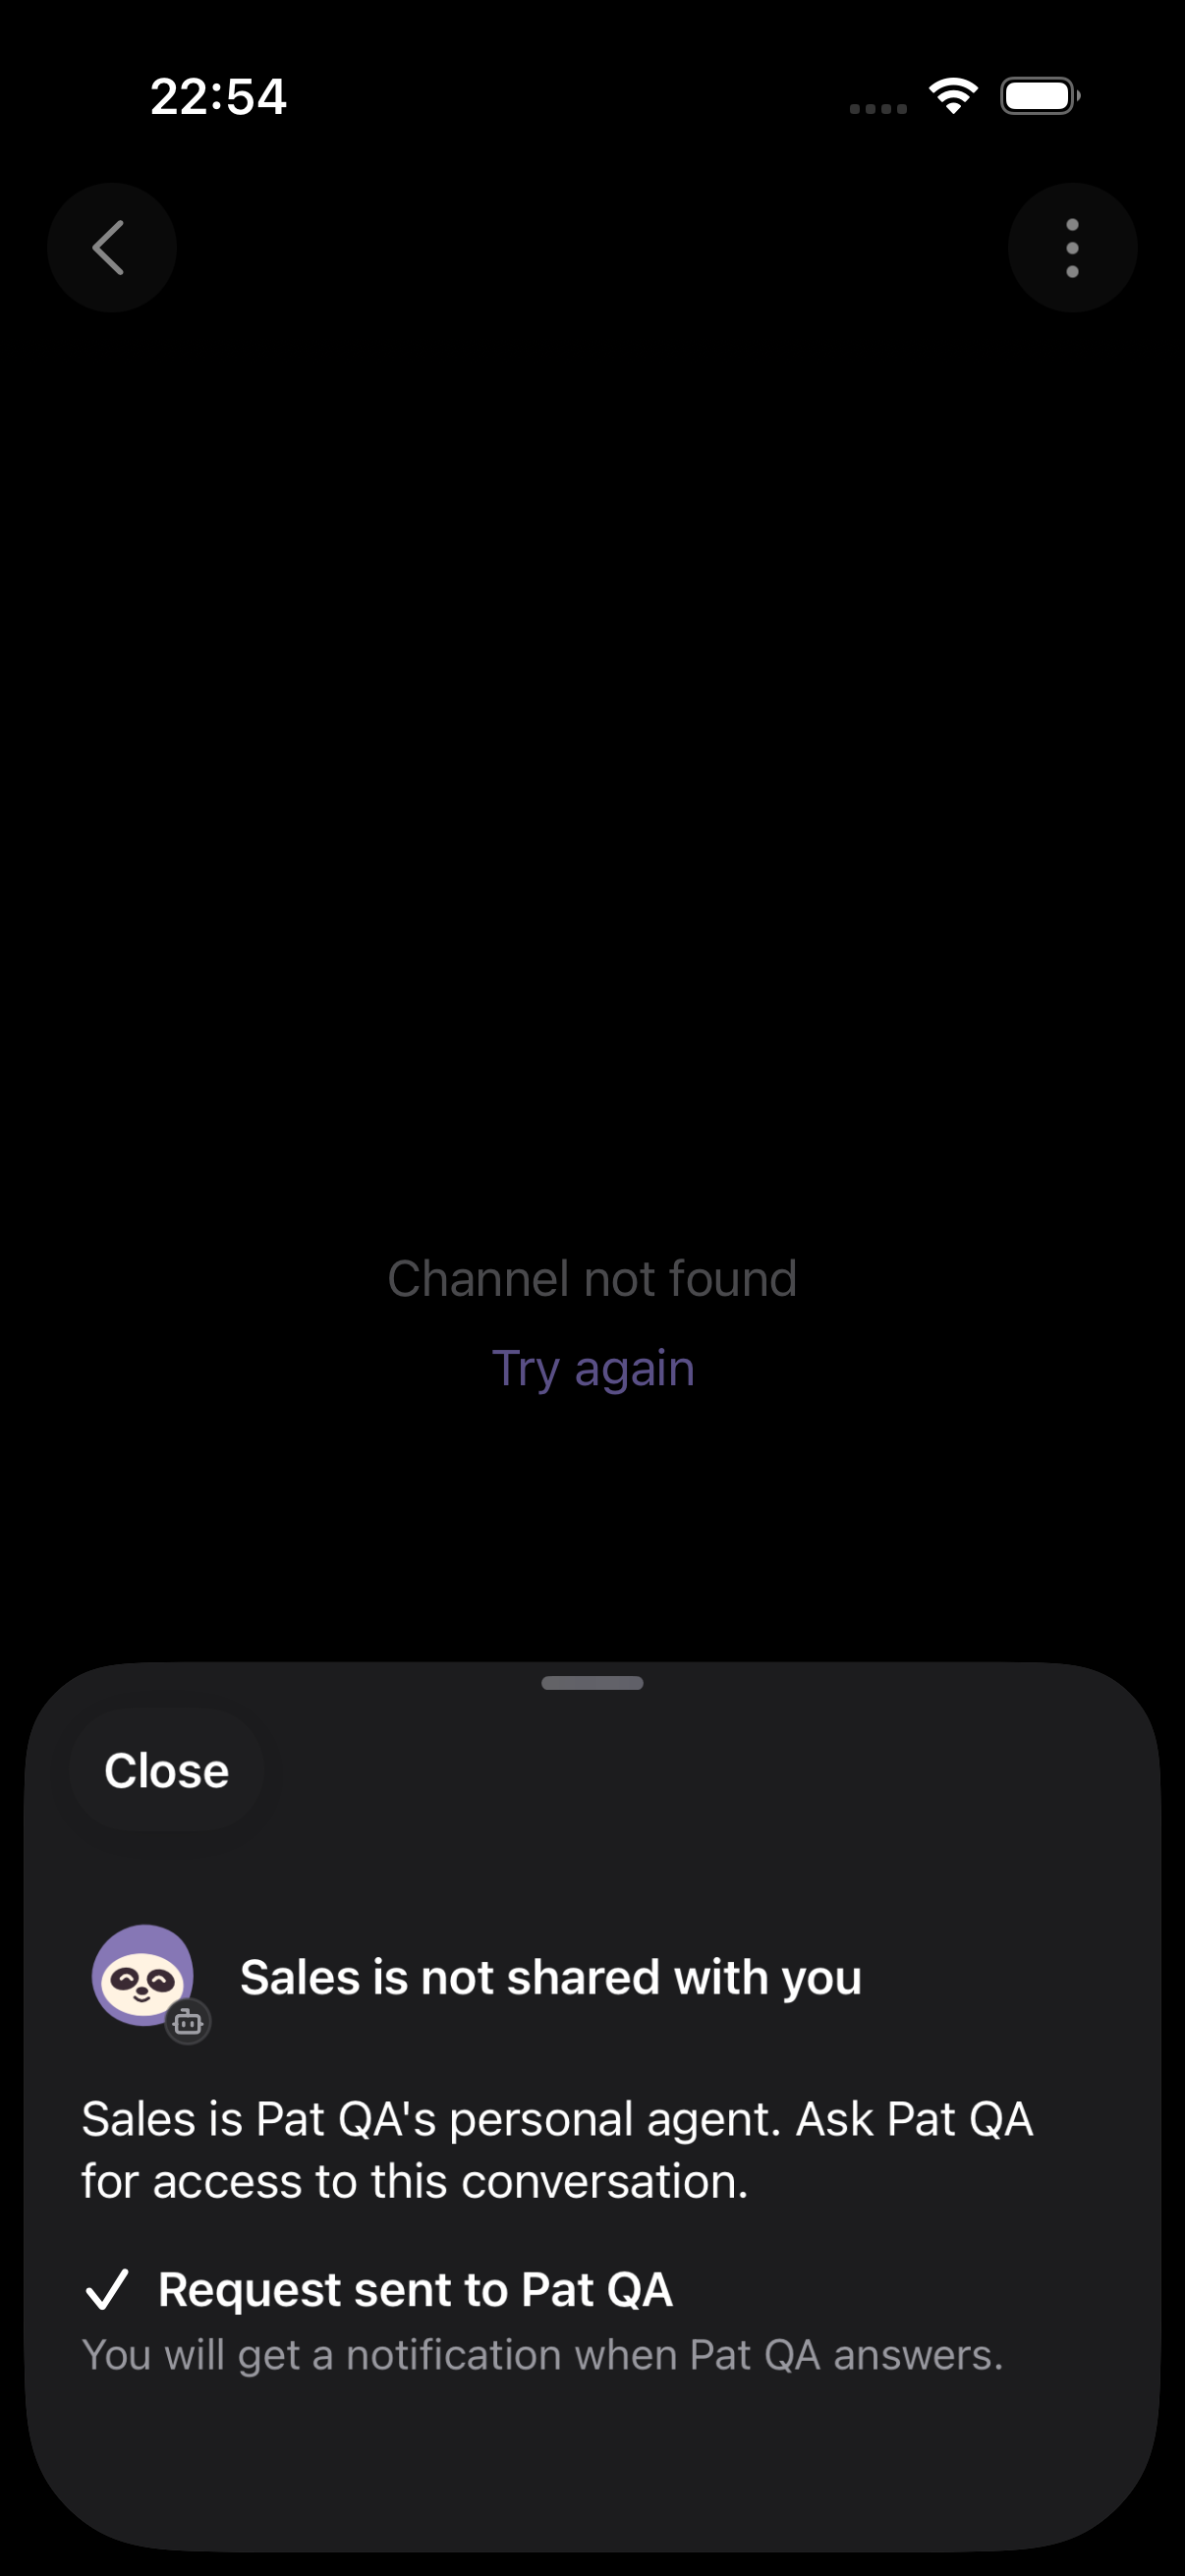 22:54
Channel not found
Try again
Close
Sales is not shared with you
Sales is Pat QA's personal agent. Ask Pat QA
for access to this conversation.
Request sent to Pat QA
You will get a notification when Pat QA answers.